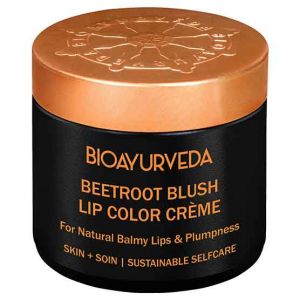 BIOAYURVEDA
BEETROOT BLUSH
LIP COLOR CRÈME
For Natural Balmy Lips & Plumpness
SKIN + SOIN | SUSTAINABLE SELFCARE